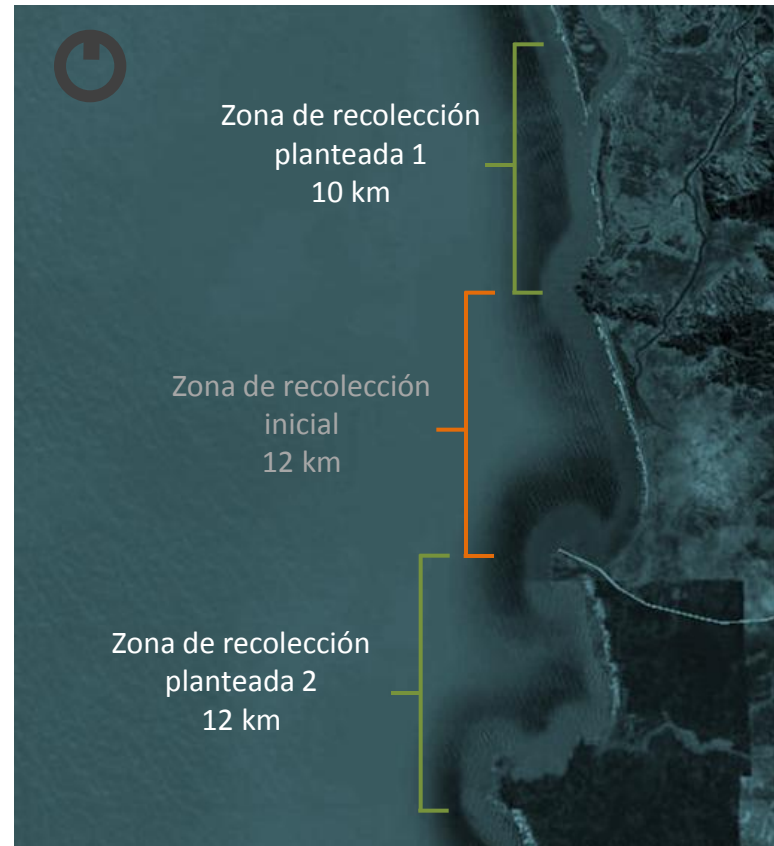 Zona de recolección
planteada 1
10 km
Zona de recolección
inicial
12 km
Zona de recolección
planteada 2
12 km